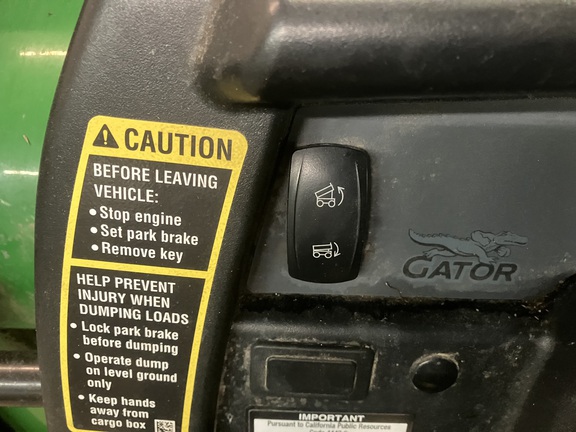 CAUTION
BEFORE LEAVING
VEHICLE:
• Stop engine
• Set park brake
• Remove key
HELP PREVENT
INJURY WHEN
DUMPING LOADS
• Lock park brake
before dumping
• Operate dump
on level ground
only
• Keep hands
away from
cargo box
GATOR
IMPORTANT
Pursuant to California Public Resources